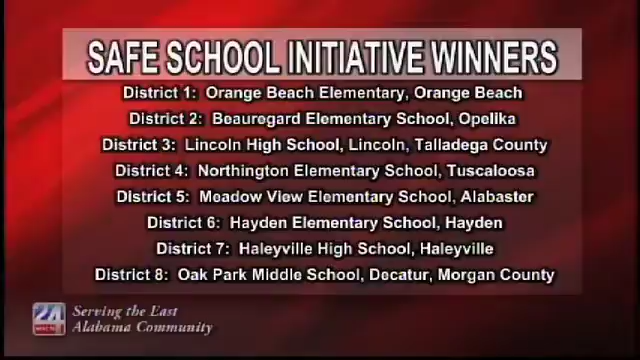 SAFE SCHOOL INITIATIVE WINNERS
District 1: Orange Beach Elementary, Orange Beach
District 2: Beauregard Elementary School, Opelika
District 3: Lincoln High School, Lincoln, Talladega County
District 4: Northington Elementary School, Tuscaloosa
District 5: Meadow View Elementary School, Alabaster
District 6: Hayden Elementary School, Hayden
District 7: Haleyville High School, Haleyville
District 8: Oak Park Middle School, Decatur, Morgan County
24
Serving the East
Alabama Community